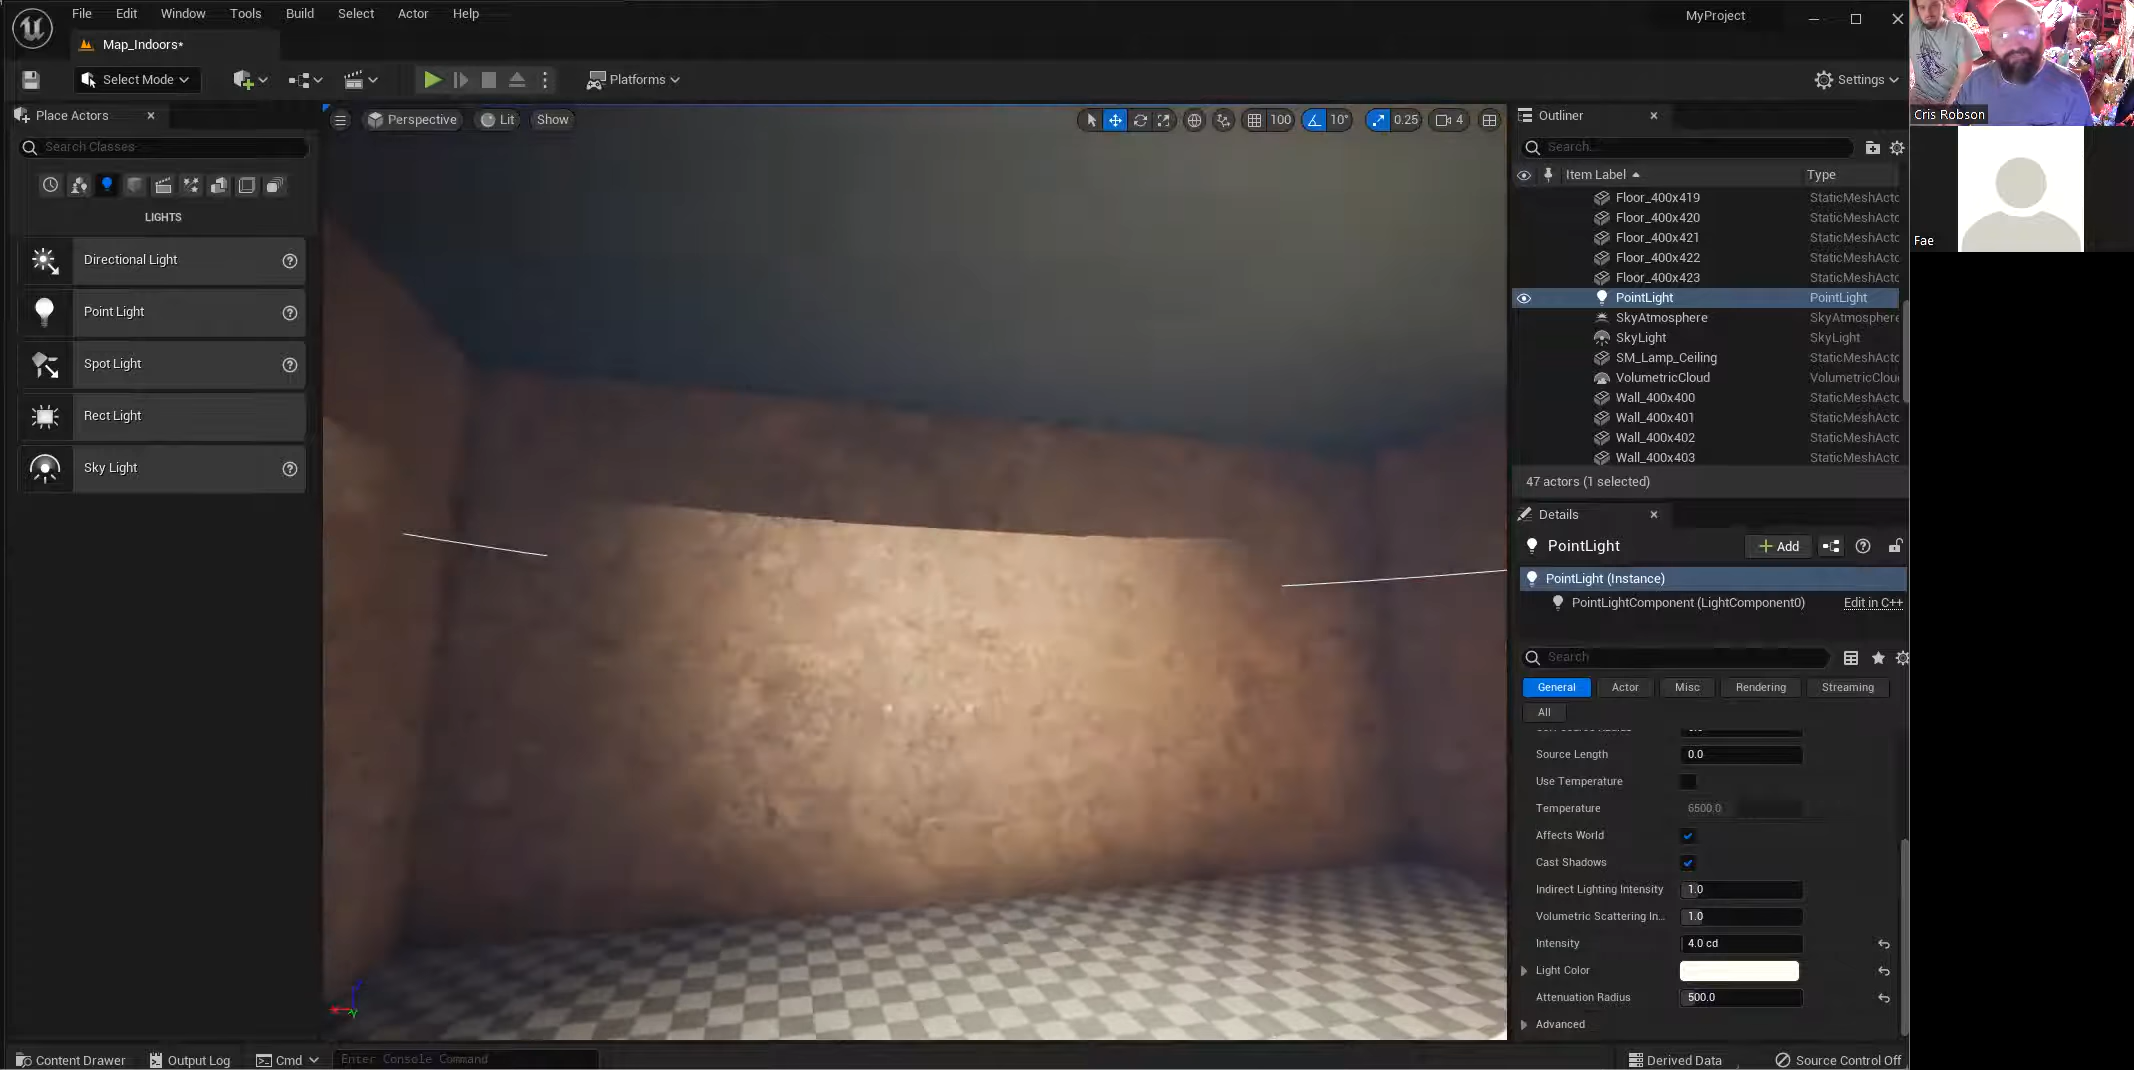 File Edit Window Tools Build Select Actor Help
MyProject
Map_Indoors*
Select Mode
Platforms
Settings
Place Actors
Search Classes
LIGHTS
Directional Light
Point Light
Spot Light
Rect Light
Sky Light
Perspective Lit Show
100 10° 0.25 4
Outliner
Search...
Item Label Type
Floor_400x419 StaticMeshActo
Floor_400x420 StaticMeshActo
Floor_400x421 StaticMeshActo
Floor_400x422 StaticMeshActo
Floor_400x423 StaticMeshActo
PointLight PointLight
SkyAtmosphere SkyAtmosphere
SkyLight SkyLight
SM_Lamp_Ceiling StaticMeshActo
VolumetricCloud VolumetricClou
Wall_400x400 StaticMeshActo
Wall_400x401 StaticMeshActo
Wall_400x402 StaticMeshActo
Wall_400x403 StaticMeshActo
47 actors (1 selected)
Details
PointLight
+ Add
PointLight (Instance)
PointLightComponent (LightComponent0) Edit in C++
Search
General Actor Misc Rendering Streaming
All
Source Length 0.0
Use Temperature
Temperature 6500.0
Affects World
Cast Shadows
Indirect Lighting Intensity 1.0
Volumetric Scattering In... 1.0
Intensity 4.0 cd
Light Color
Attenuation Radius 500.0
Advanced
Content Drawer Output Log Cmd Enter Console Command
Derived Data Source Control Off
Cris Robson
Fae